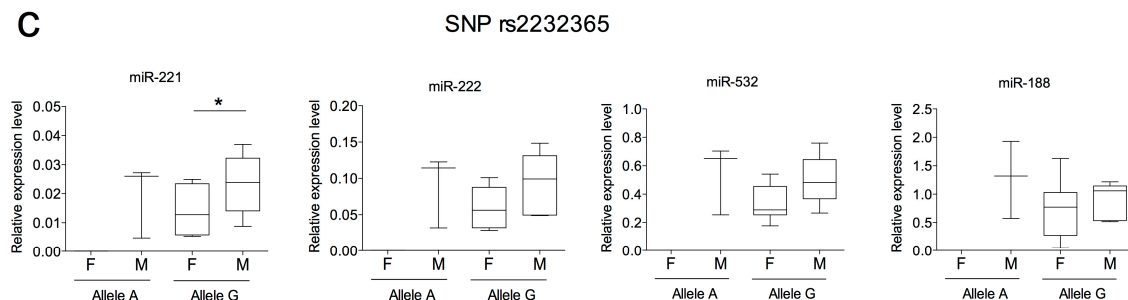 C
SNP rs2232365
miR-221
Relative expression level
0.05
0.04
0.03
0.02
0.01
0.00
*
F M F M
Allele A Allele G
miR-222
Relative expression level
0.20
0.15
0.10
0.05
0.00
F M F M
Allele A Allele G
miR-532
Relative expression level
1.0
0.8
0.6
0.4
0.2
0.0
F M F M
Allele A Allele G
miR-188
Relative expression level
2.5
2.0
1.5
1.0
0.5
0.0
F M F M
Allele A Allele G